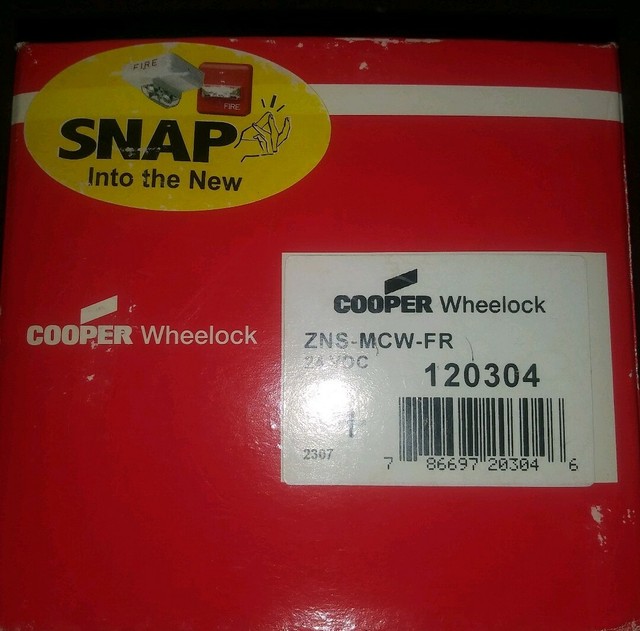 FIRE
FIRE
SNAP
Into the New
COOPER Wheelock
COOPER Wheelock
ZNS-MCW-FR
24 VDC
120304
2307
7 86697 20304 6